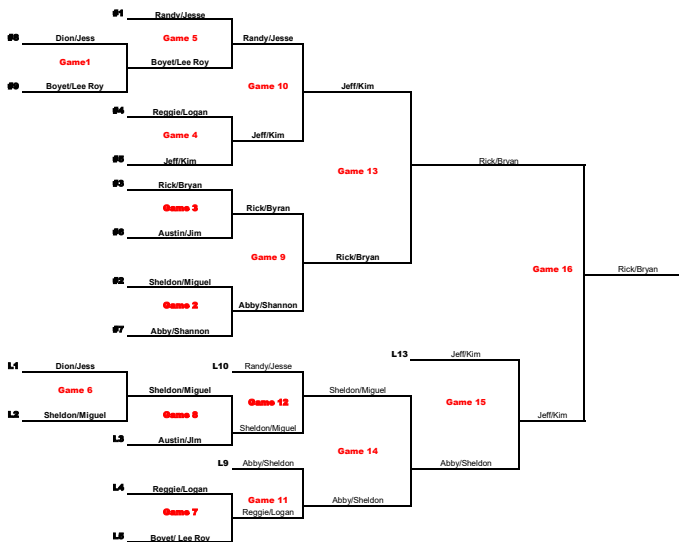 #1 Randy/Jesse
#8 Dion/Jess
Game 5
Randy/Jesse
Game1
Boyet/Lee Roy
#9 Boyet/Lee Roy
Game 10
Jeff/Kim
#4 Reggie/Logan
Game 4
Jeff/Kim
#5 Jeff/Kim
Game 13
Rick/Bryan
#3 Rick/Bryan
Game 3
Rick/Byran
#6 Austin/Jim
Game 9
Rick/Bryan
Game 16
Rick/Bryan
#2 Sheldon/Miguel
Game 2
Abby/Shannon
#7 Abby/Shannon
L1 Dion/Jess
L10 Randy/Jesse
L13 Jeff/Kim
Game 6
Sheldon/Miguel
Game 12
Sheldon/Miguel
Game 15
L2 Sheldon/Miguel
Game 8
Sheldon/Miguel
Jeff/Kim
L3 Austin/JIm
Game 14
L9 Abby/Sheldon
Abby/Sheldon
L4 Reggie/Logan
Game 11
Abby/Sheldon
Game 7
Reggie/Logan
L5 Boyet/ Lee Roy